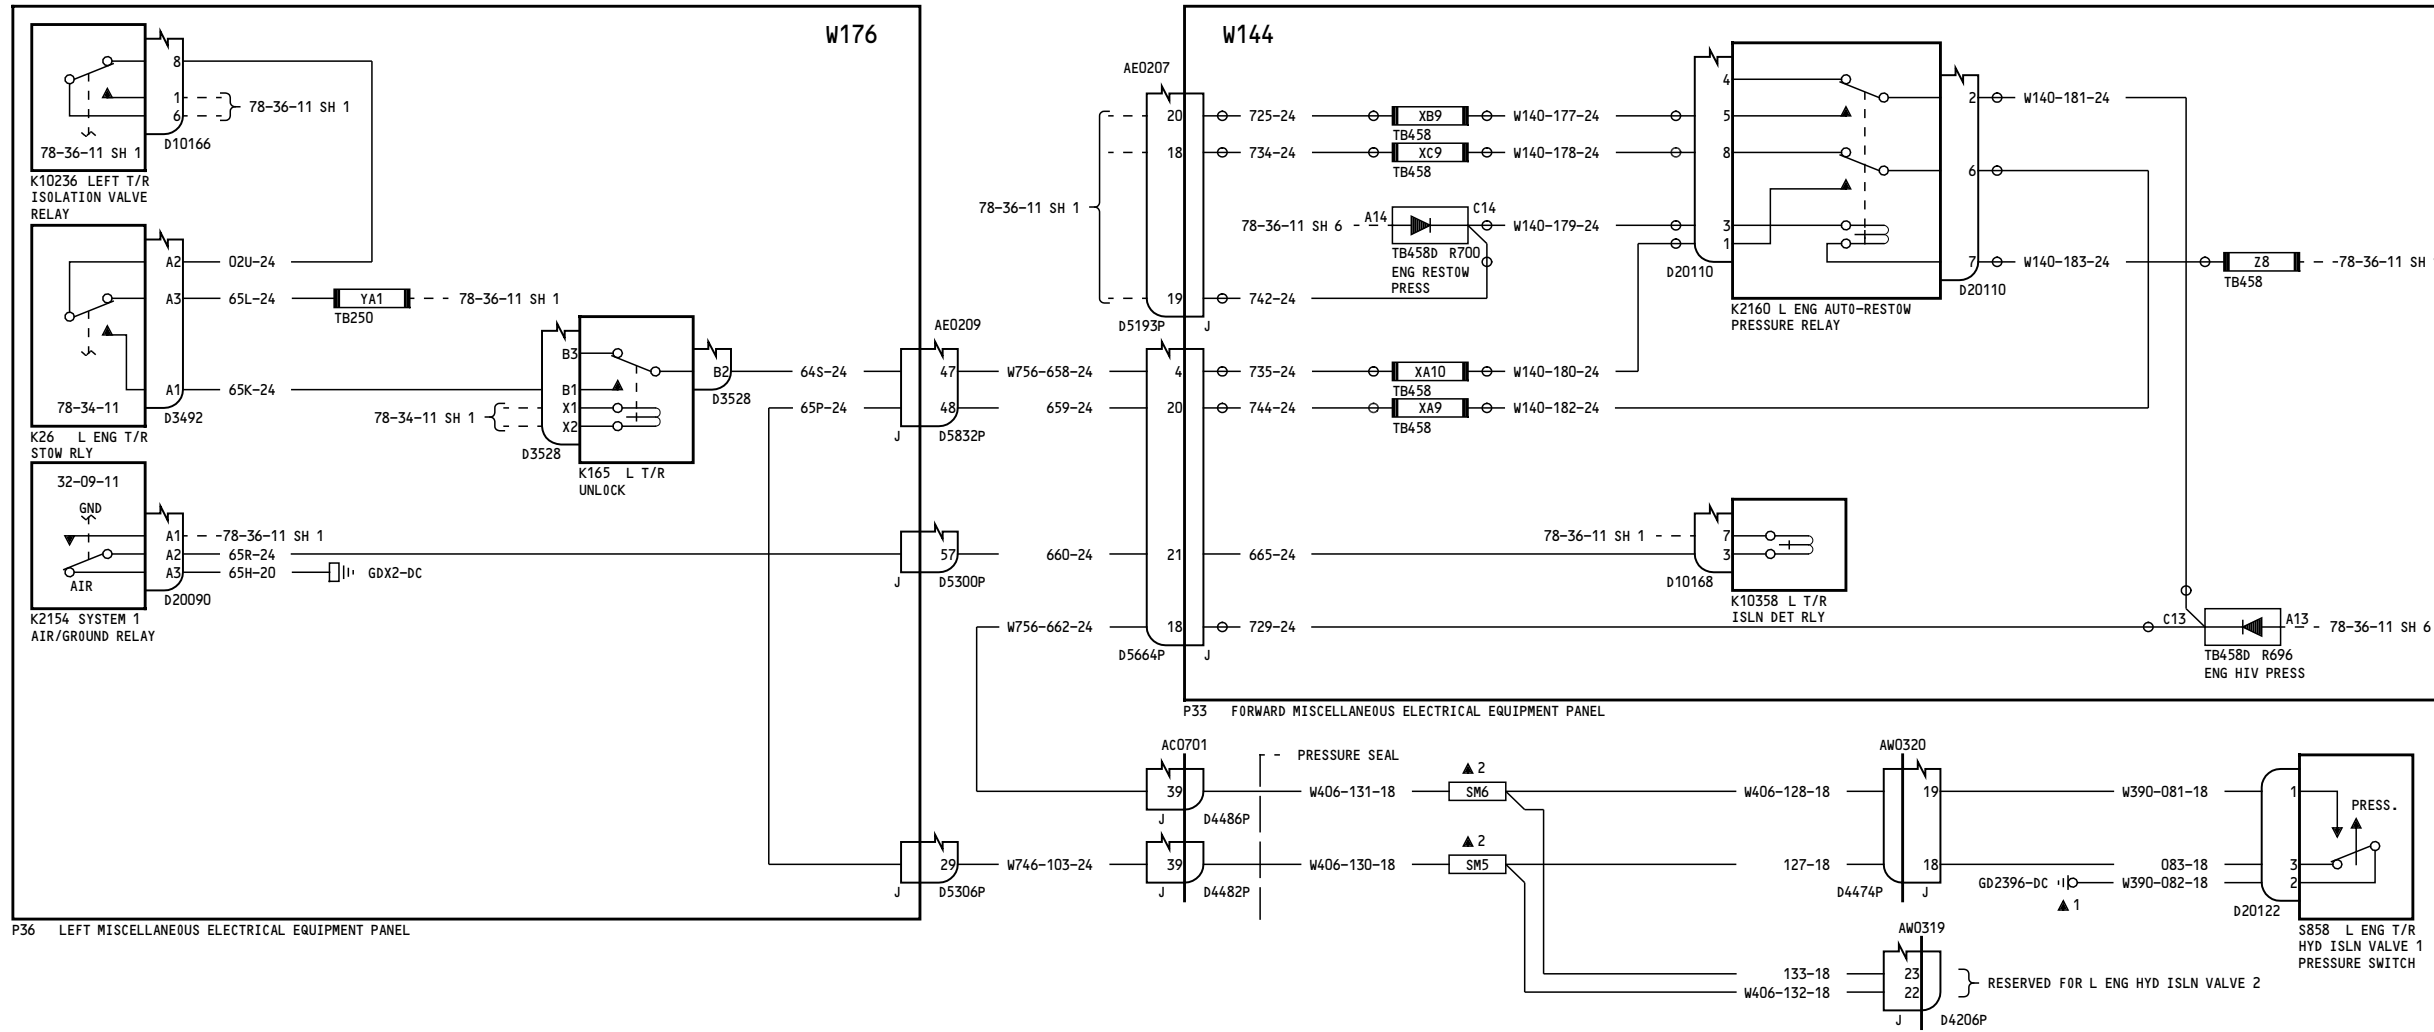 W176
8
1
6
78-36-11 SH 1
D10166
78-36-11 SH 1
K10236 LEFT T/R
ISOLATION VALVE
RELAY
A2
02U-24
A3
65L-24
YA1
78-36-11 SH 1
TB250
A1
65K-24
78-34-11
D3492
K26 L ENG T/R
STOW RLY
B3
B1
X1
X2
78-34-11 SH 1
D3528
B2
D3528
K165 L T/R
UNLOCK
64S-24
65P-24
AE0209
47
48
J
D5832P
32-09-11
GND
AIR
A1
-78-36-11 SH 1
A2
65R-24
A3
65H-20
GDX2-DC
D20090
K2154 SYSTEM 1
AIR/GROUND RELAY
57
J
D5300P
29
J
D5306P
P36 LEFT MISCELLANEOUS ELECTRICAL EQUIPMENT PANEL
W756-658-24
659-24
660-24
W756-662-24
W746-103-24
W144
AE0207
20
18
19
78-36-11 SH 1
D5193P
J
725-24
XB9
TB458
W140-177-24
734-24
XC9
TB458
W140-178-24
78-36-11 SH 6
A14
C14
W140-179-24
TB458D R700
ENG RESTOW
PRESS
742-24
4
20
21
18
D5664P
J
735-24
XA10
TB458
W140-180-24
744-24
XA9
TB458
W140-182-24
665-24
729-24
4
5
8
3
1
D20110
2
6
7
D20110
K2160 L ENG AUTO-RESTOW
PRESSURE RELAY
W140-181-24
W140-183-24
Z8
TB458
-78-36-11 SH
78-36-11 SH 1
7
3
D10168
K10358 L T/R
ISLN DET RLY
C13
A13
78-36-11 SH 6
TB458D R696
ENG HIV PRESS
P33 FORWARD MISCELLANEOUS ELECTRICAL EQUIPMENT PANEL
AC0701
39
J
D4486P
39
J
D4482P
PRESSURE SEAL
W406-131-18
2
SM6
W406-128-18
W406-130-18
2
SM5
127-18
AW0320
19
18
D4474P
J
W390-081-18
083-18
GD2396-DC
W390-082-18
1
1
3
2
PRESS.
D20122
S858 L ENG T/R
HYD ISLN VALVE 1
PRESSURE SWITCH
AW0319
133-18
23
W406-132-18
22
J
D4206P
RESERVED FOR L ENG HYD ISLN VALVE 2